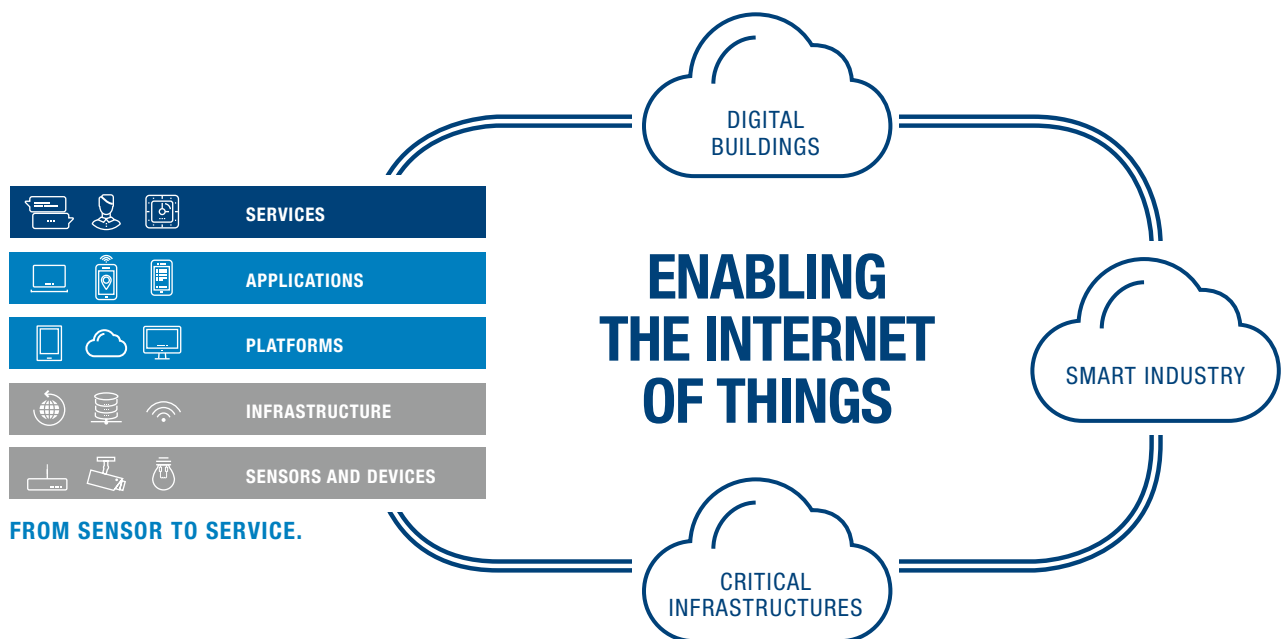 DIGITAL
BUILDINGS
SERVICES
APPLICATIONS
PLATFORMS
INFRASTRUCTURE
SENSORS AND DEVICES
FROM SENSOR TO SERVICE.
ENABLING
THE INTERNET
OF THINGS
SMART INDUSTRY
CRITICAL
INFRASTRUCTURES